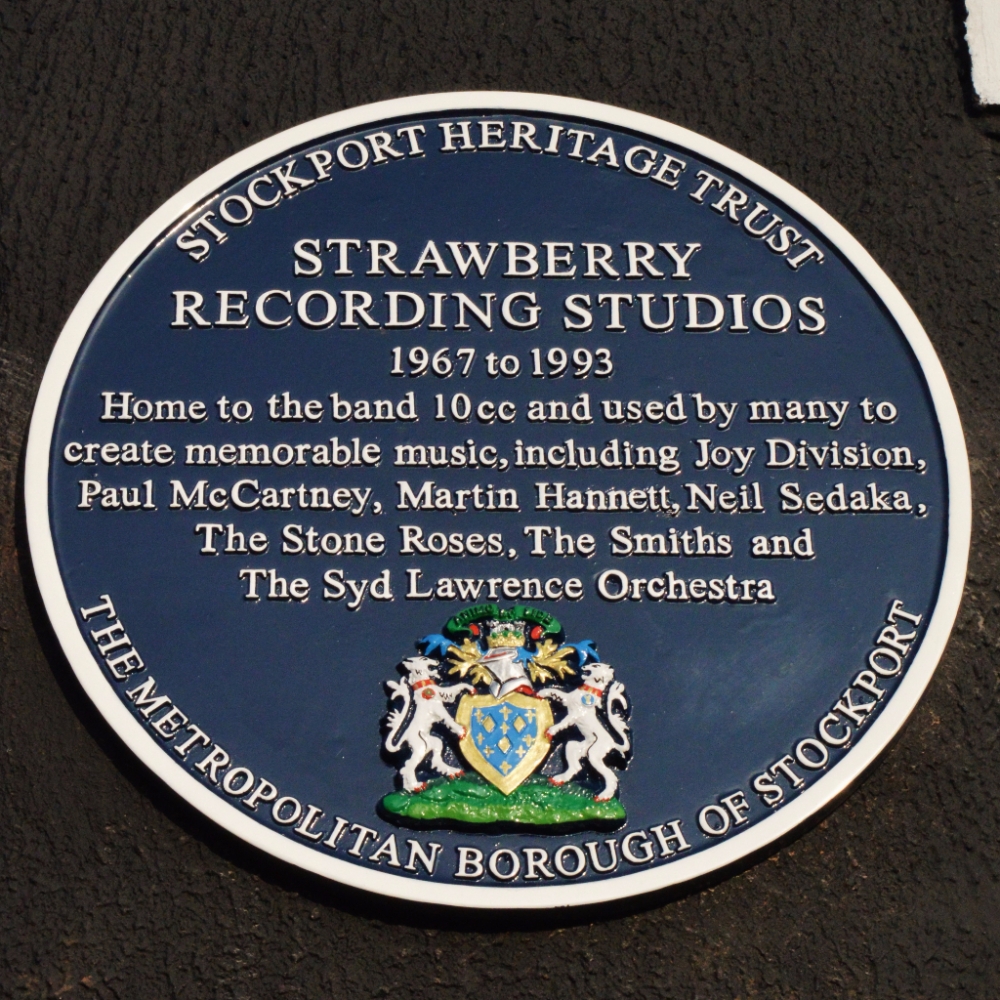 STOCKPORT HERITAGE TRUST
STRAWBERRY
RECORDING STUDIOS
1967 to 1993
Home to the band 10cc and used by many to
create memorable music, including Joy Division,
Paul McCartney, Martin Hannett, Neil Sedaka,
The Stone Roses, The Smiths and
The Syd Lawrence Orchestra
THE METROPOLITAN BOROUGH OF STOCKPORT